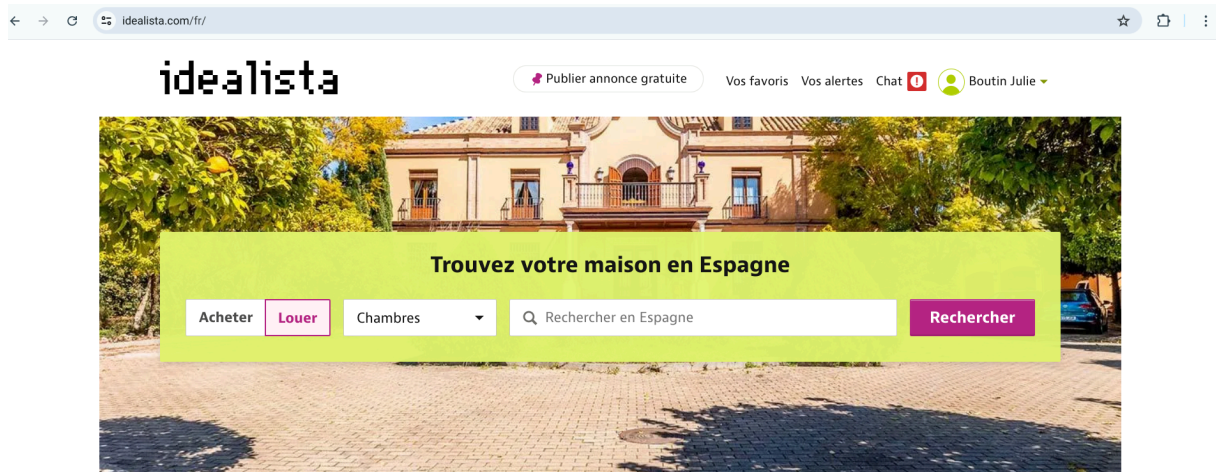 idealista.com/fr/
idealista
Publier annonce gratuite
Vos favoris
Vos alertes
Chat
Boutin Julie
Trouvez votre maison en Espagne
Acheter
Louer
Chambres
Rechercher en Espagne
Rechercher